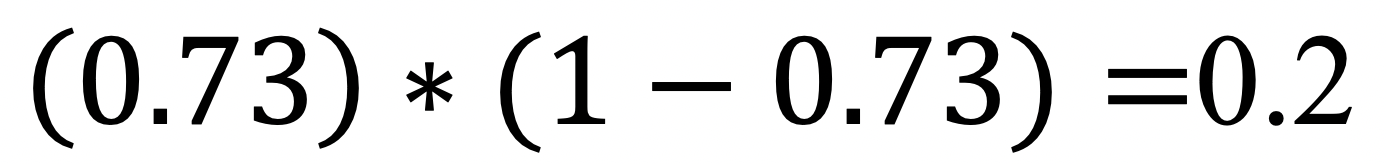 (0.73) * (1 − 0.73) =0.2